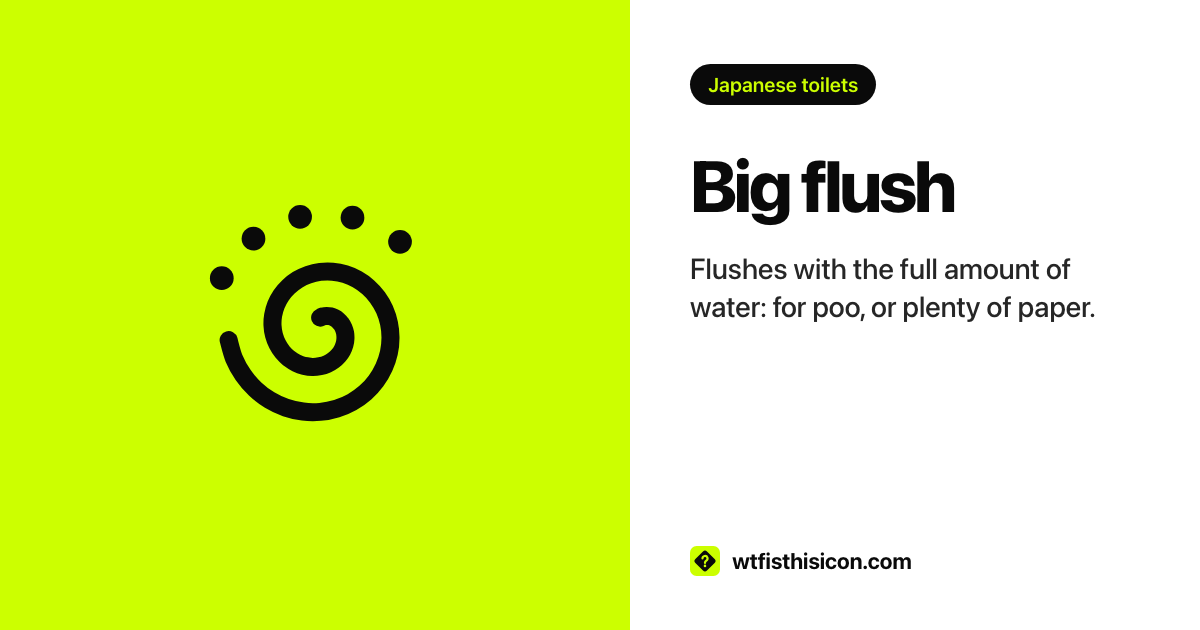 Japanese toilets
Big flush
Flushes with the full amount of
water: for poo, or plenty of paper.
?
wtfisthisicon.com